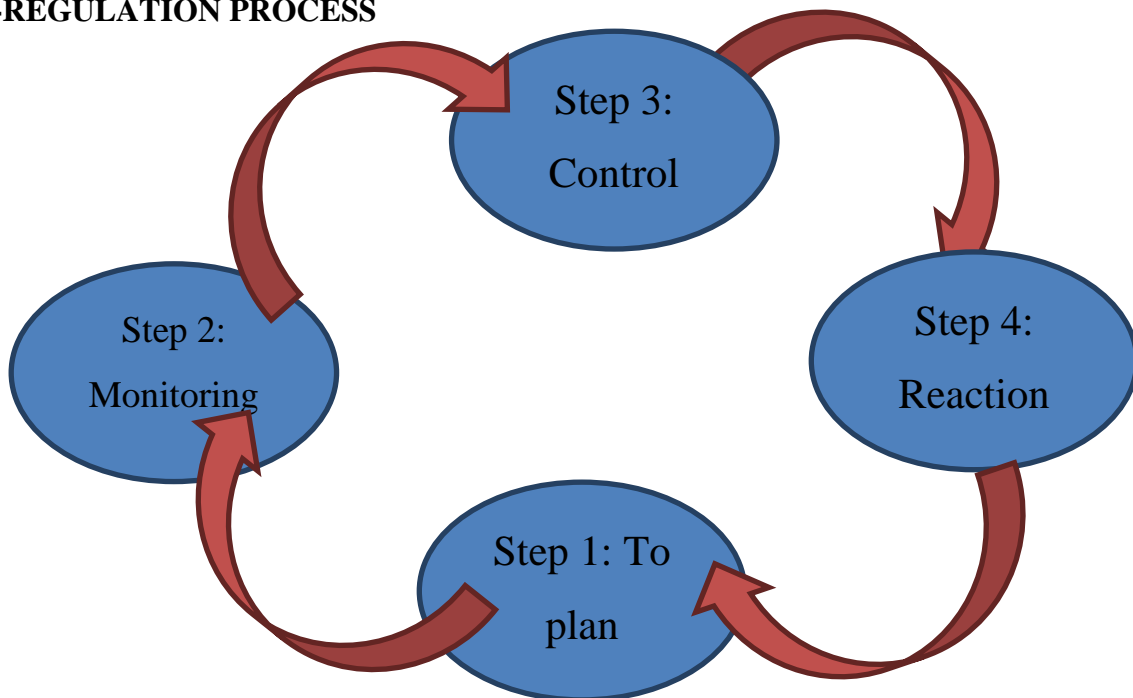 -REGULATION PROCESS
Step 3:
Control
Step 4:
Reaction
Step 2:
Monitoring
Step 1: To
plan